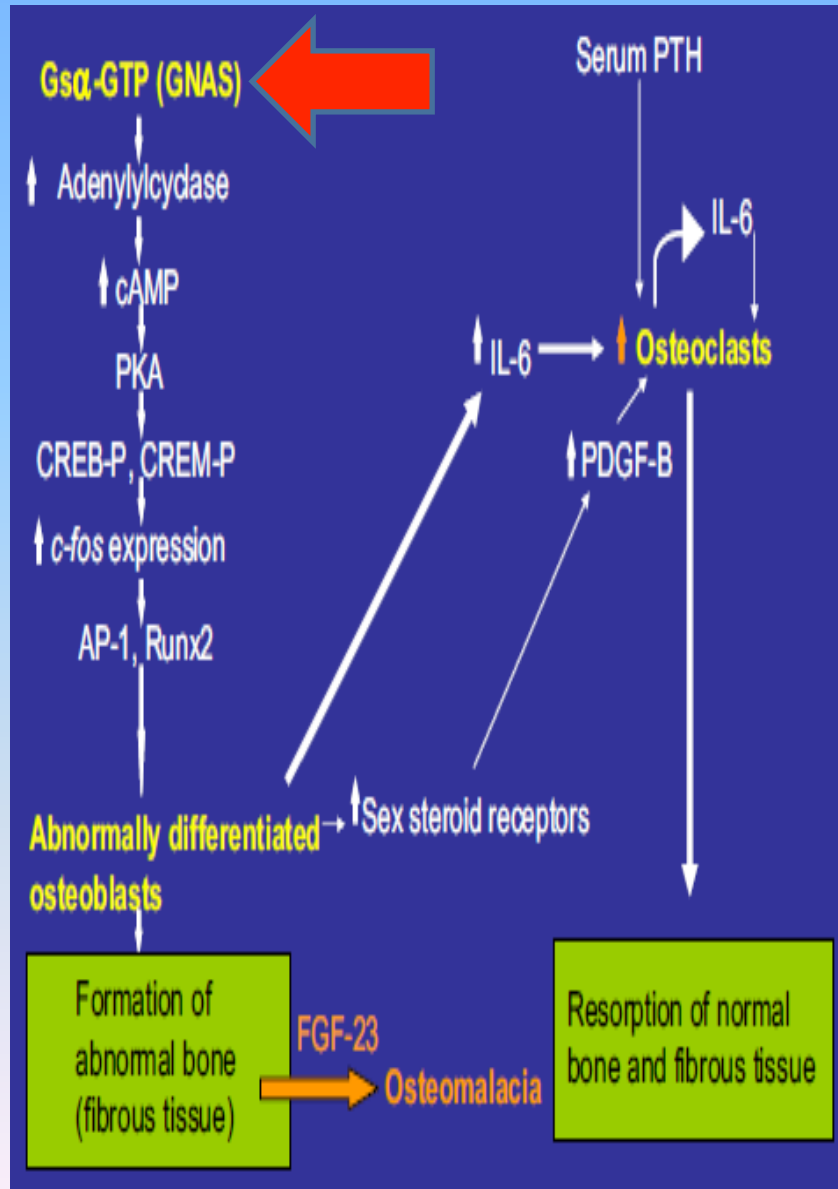 Gsα-GTP (GNAS)
Adenylylcyclase
cAMP
PKA
CREB-P, CREM-P
c-fos expression
AP-1, Runx2
Abnormally differentiated
osteoblasts
Formation of
abnormal bone
(fibrous tissue)
FGF-23
Osteomalacia
Serum PTH
IL-6
IL-6
Osteoclasts
PDGF-B
Sex steroid receptors
Resorption of normal
bone and fibrous tissue